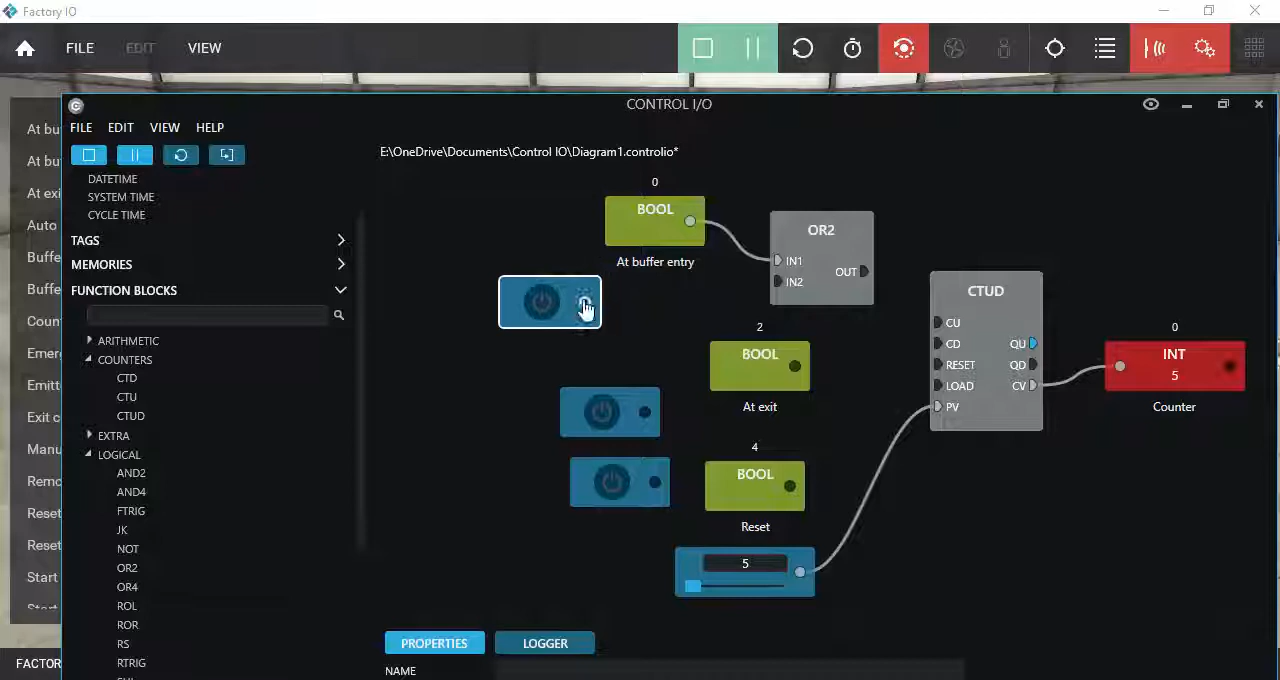 Factory IO
FILE EDIT VIEW
CONTROL I/O
FILE EDIT VIEW HELP
E:\OneDrive\Documents\Control IO\Diagram1.controlio*
DATETIME
SYSTEM TIME
CYCLE TIME
TAGS
MEMORIES
FUNCTION BLOCKS
ARITHMETIC
COUNTERS
CTD
CTU
CTUD
EXTRA
LOGICAL
AND2
AND4
FTRIG
JK
NOT
OR2
OR4
ROL
ROR
RS
RTRIG
At bu
At bu
At exi
Auto
Buffe
Buffe
Coun
Emer
Emitt
Exit c
Manu
Remo
Reset
Reset
Start
Start
FACTOR
0
BOOL
At buffer entry
OR2
IN1
IN2
OUT
2
BOOL
At exit
4
BOOL
Reset
5
CTUD
CU
CD QU
RESET QD
LOAD CV
PV
0
INT
5
Counter
PROPERTIES LOGGER
NAME